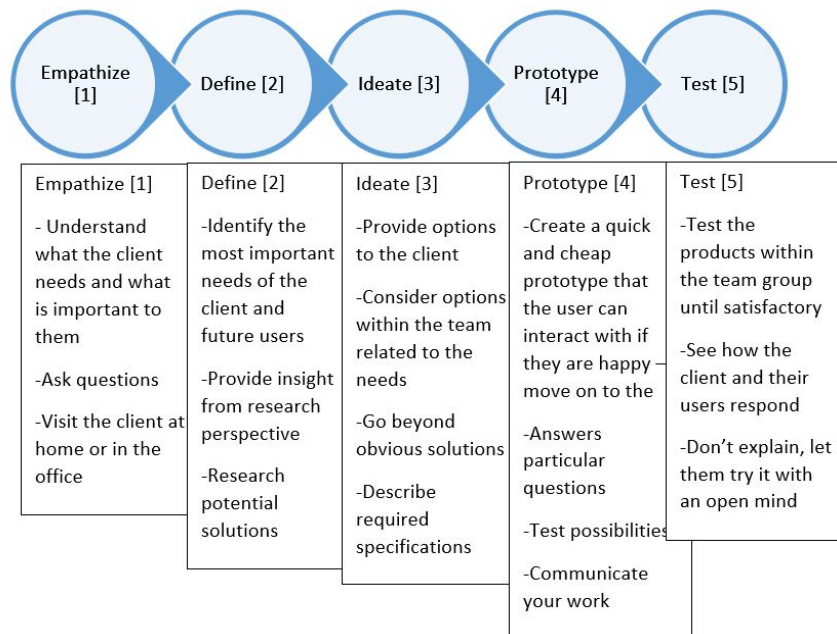 Empathize
[1]
Define [2]
Ideate [3]
Prototype
[4]
Test [5]
Empathize [1]
- Understand
what the client
needs and what
is important to
them
-Ask questions
-Visit the client at
home or in the
office
Define [2]
-Identify the
most important
needs of the
client and
future users
-Provide insight
from research
perspective
-Research
potential
solutions
Ideate [3]
-Provide options
to the client
-Consider options
within the team
related to the
needs
-Go beyond
obvious solutions
-Describe
required
specifications
Prototype [4]
-Create a quick
and cheap
prototype that
the user can
interact with if
they are happy –
move on to the
-Answers
particular
questions
-Test possibilities
-Communicate
your work
Test [5]
-Test the
products within
the team group
until satisfactory
-See how the
client and their
users respond
-Don’t explain, let
them try it with
an open mind